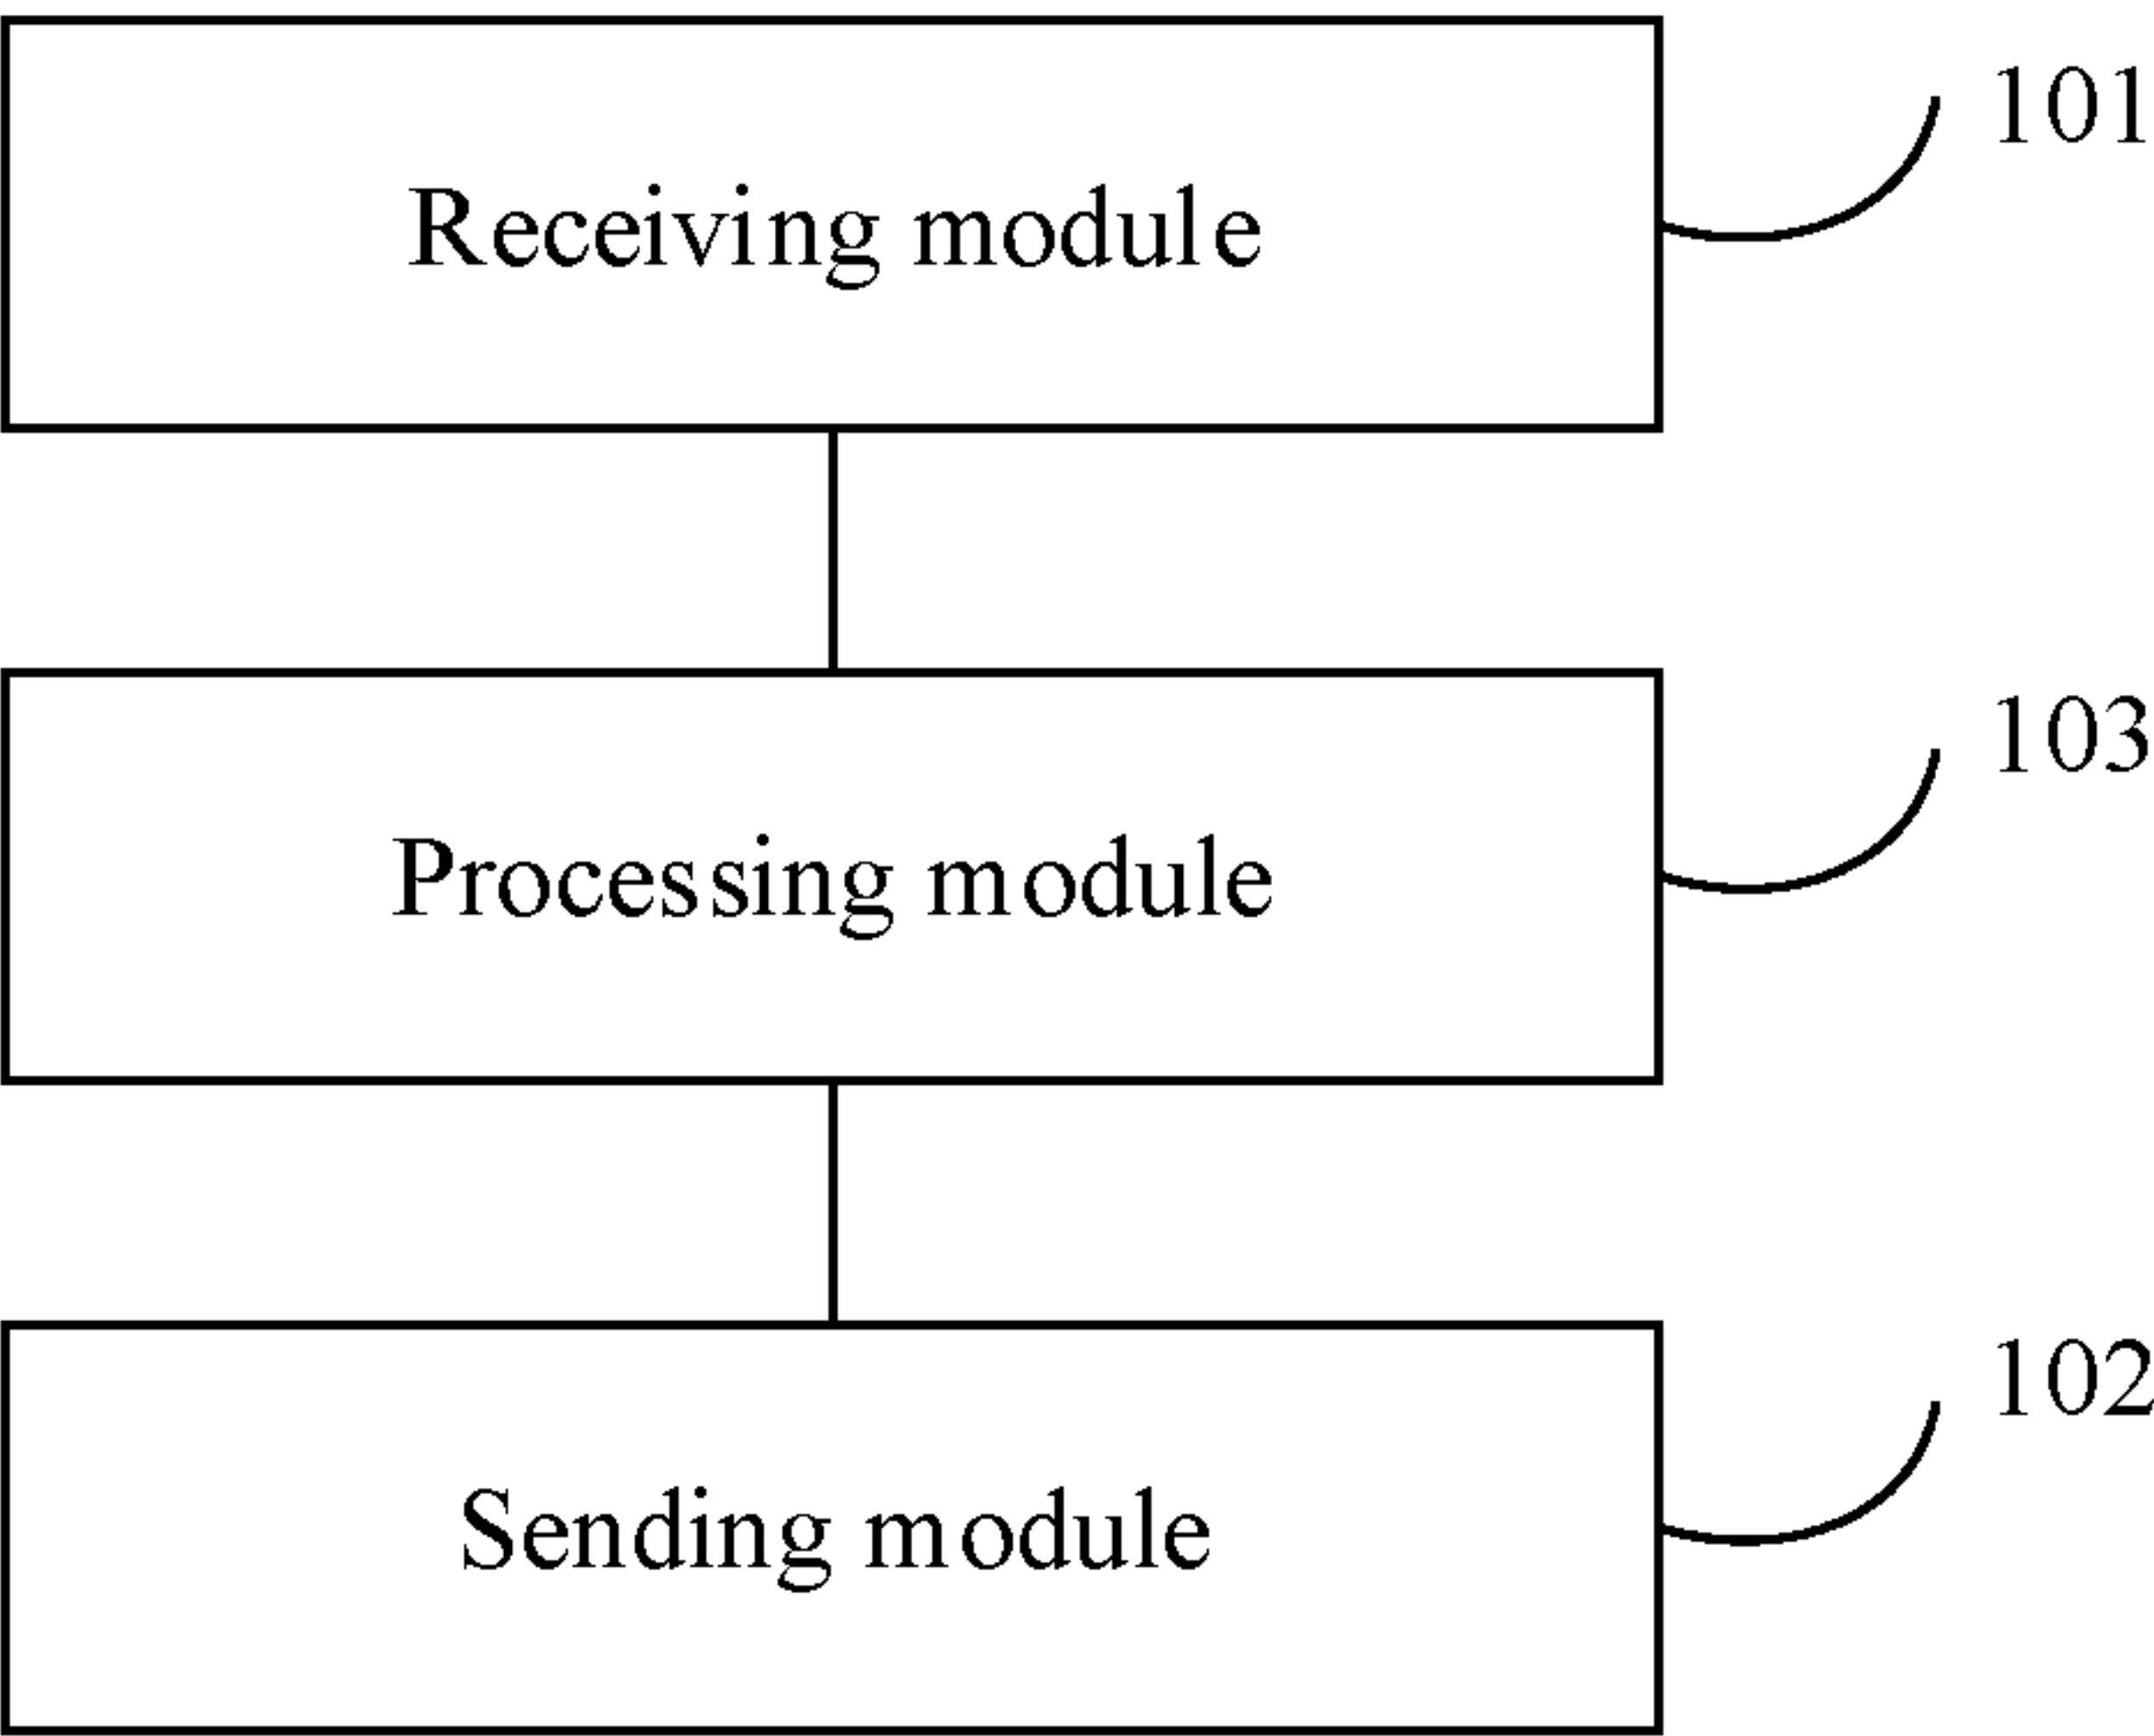 101
Receiving module
103
Processing module
102
Sending module